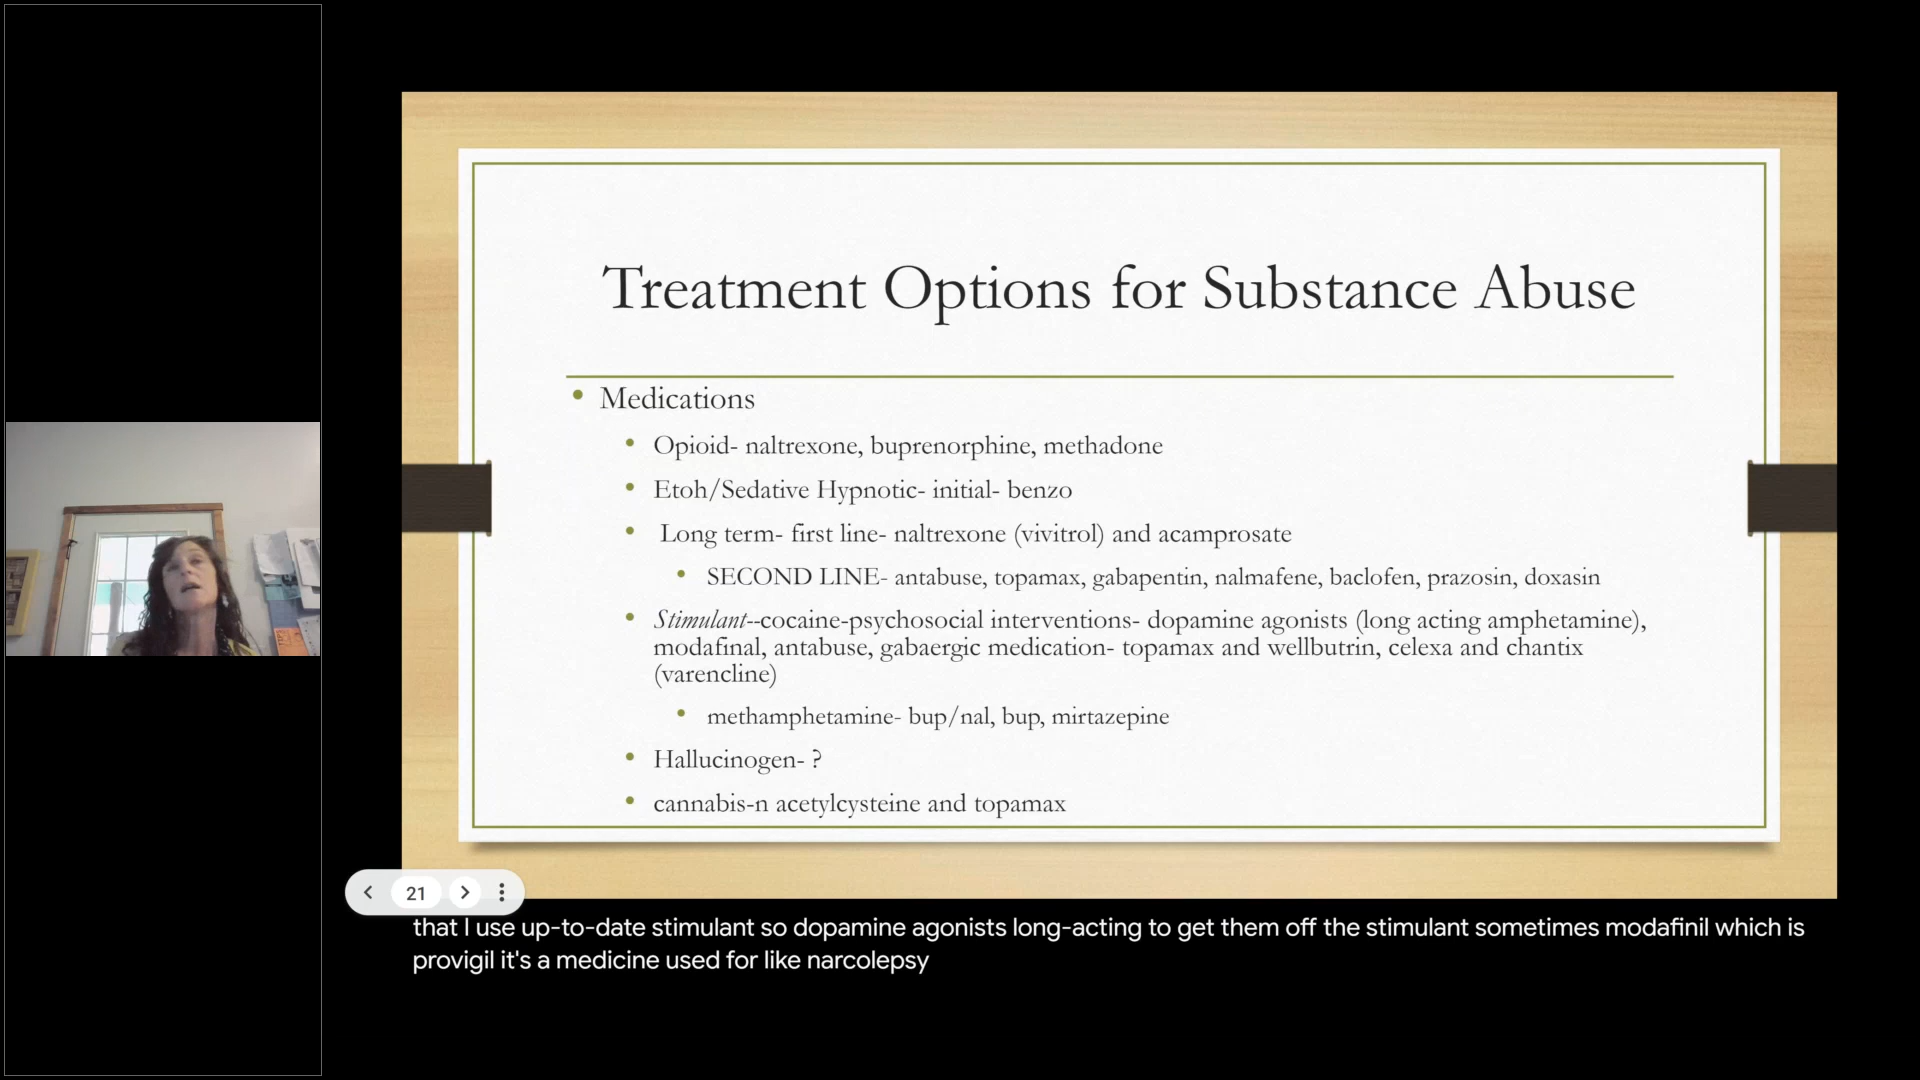 Treatment Options for Substance Abuse
Medications
Opioid- naltrexone, buprenorphine, methadone
Etoh/Sedative Hypnotic- initial- benzo
Long term- first line- naltrexone (vivitrol) and acamprosate
SECOND LINE- antabuse, topamax, gabapentin, nalmafene, baclofen, prazosin, doxasin
Stimulant--cocaine-psychosocial interventions- dopamine agonists (long acting amphetamine),
modafinal, antabuse, gabaergic medication- topamax and wellbutrin, celexa and chantix
(varencline)
methamphetamine- bup/nal, bup, mirtazepine
Hallucinogen- ?
cannabis-n acetylcysteine and topamax
21
that I use up-to-date stimulant so dopamine agonists long-acting to get them off the stimulant sometimes modafinil which is
provigil it's a medicine used for like narcolepsy